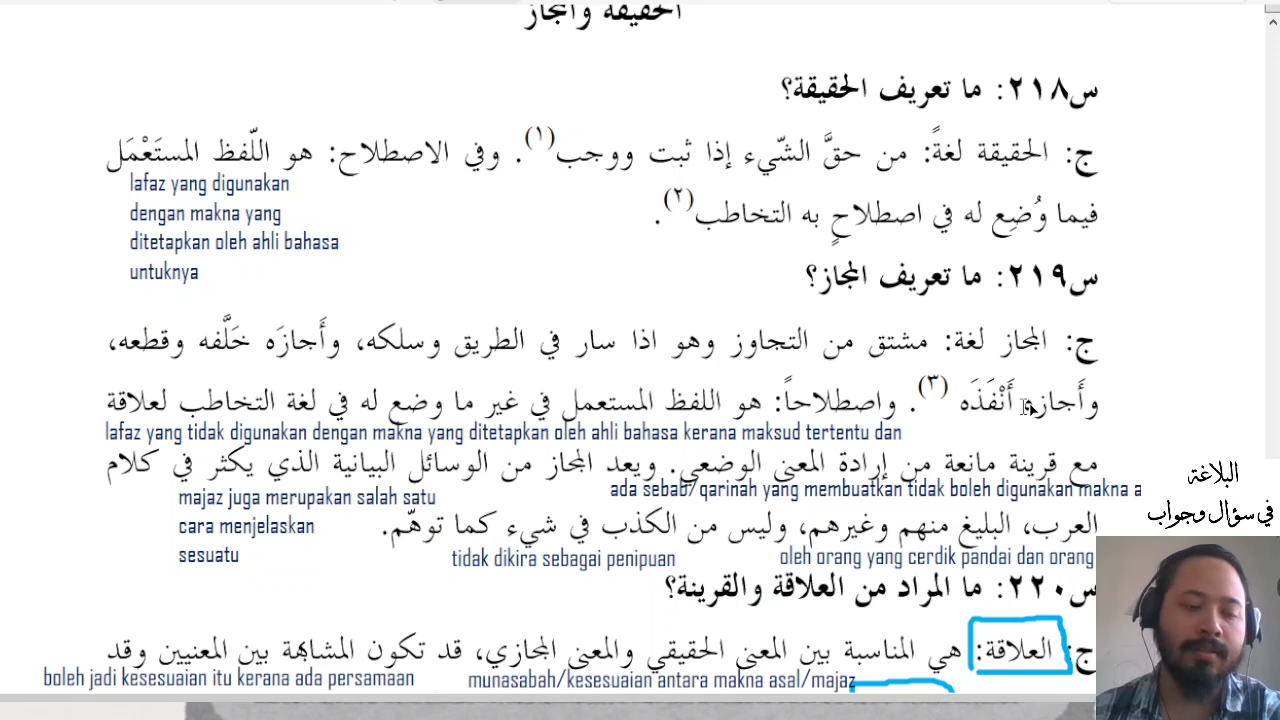 الحقيقة والمجاز
س٢١٨: ما تعريف الحقيقة؟
ج: الحقيقة لغةً: من حقَّ الشّيء إذا ثبت ووجب(١). وفي الاصطلاح: هو اللّفظ المستَعْمَل
lafaz yang digunakan
dengan makna yang
ditetapkan oleh ahli bahasa
untuknya
فيما وُضِع له في اصطلاحٍ به التخاطب(٢).
س٢١٩: ما تعريف المجاز؟
ج: المجاز لغة: مشتق من التجاوز وهو اذا سار في الطريق وسلكه، وأَجازَه خَلَّفه وقطعه،
وأَجازه أَنْفَذَه (٣). واصطلاحاً: هو اللفظ المستعمل في غير ما وضع له في لغة التخاطب لعلاقة
lafaz yang tidak digunakan dengan makna yang ditetapkan oleh ahli bahasa kerana maksud tertentu dan
مع قرينة مانعة من إرادة المعنى الوضعي. ويعد المجاز من الوسائل البيانية الذي يكثر في كلام
ada sebab/qarinah yang membuatkan tidak boleh digunakan makna a
majaz juga merupakan salah satu
cara menjelaskan
sesuatu
العرب، البليغ منهم وغيرهم، وليس من الكذب في شيء كما توهّم.
oleh orang yang cerdik pandai dan orang
tidak dikira sebagai penipuan
س٢٢٠: ما المراد من العلاقة والقرينة؟
ج: العلاقة: هي المناسبة بين المعنى الحقيقي والمعنى المجازي، قد تكون المشابهة بين المعنيين وقد
munasabah/kesesuaian antara makna asal/majaz
boleh jadi kesesuaian itu kerana ada persamaan
البلاغة
في سؤال وجواب